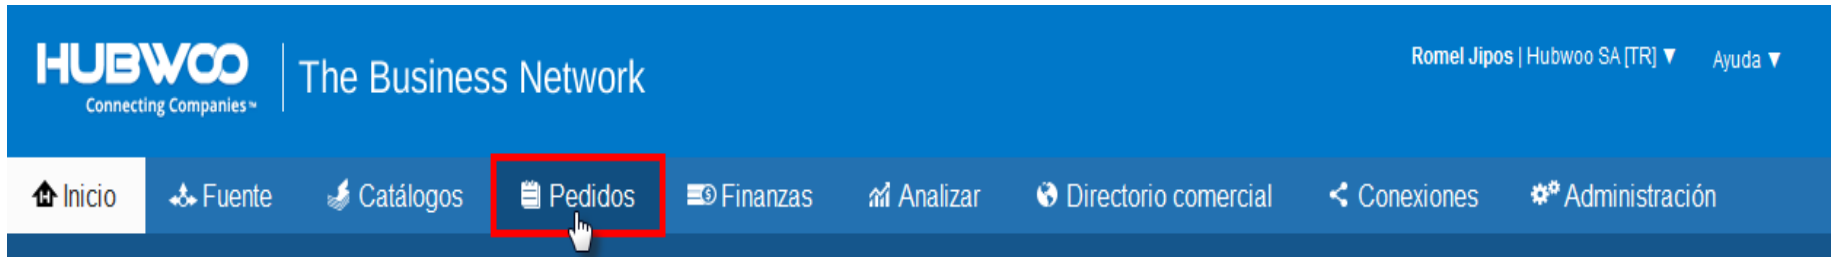 HUBWOO
Connecting Companies™
The Business Network
Romel Jipos | Hubwoo SA [TR] ▼ Ayuda ▼
Inicio Fuente Catálogos Pedidos Finanzas Analizar Directorio comercial Conexiones Administración